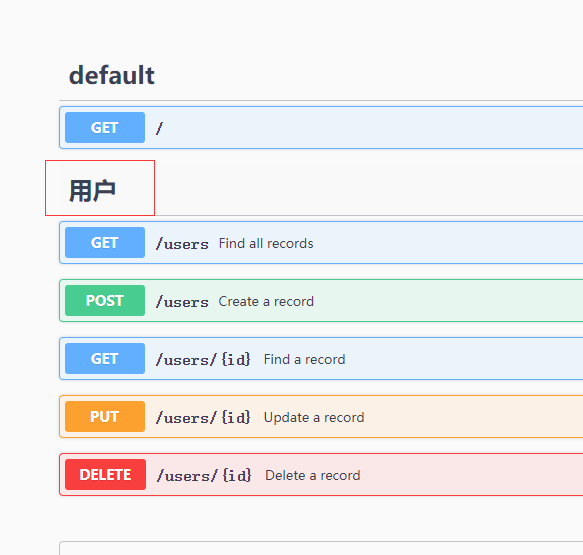 default
GET /
用户
GET /users Find all records
POST /users Create a record
GET /users/{id} Find a record
PUT /users/{id} Update a record
DELETE /users/{id} Delete a record